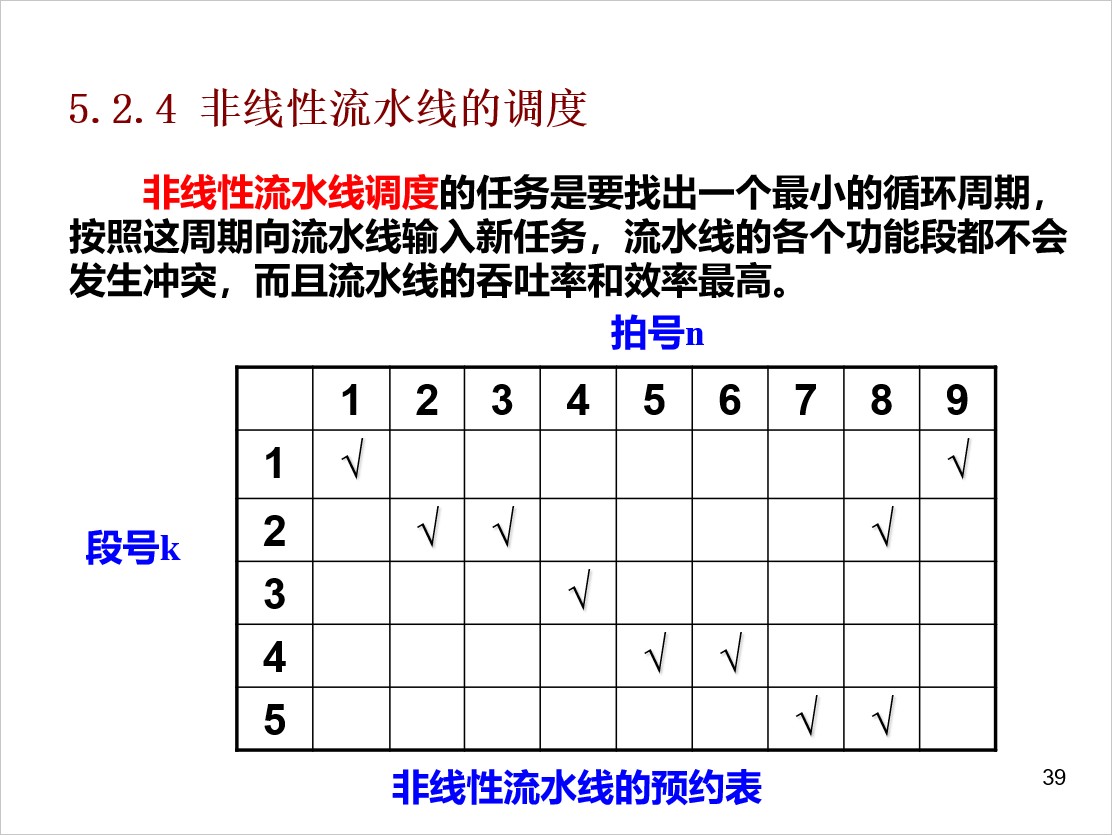 5.2.4 非线性流水线的调度
非线性流水线调度的任务是要找出一个最小的循环周期，
按照这周期向流水线输入新任务，流水线的各个功能段都不会
发生冲突，而且流水线的吞吐率和效率最高。
拍号n
1 2 3 4 5 6 7 8 9
1 √ √
2 √ √ √
段号k
3 √
4 √ √
5 √ √
非线性流水线的预约表
39